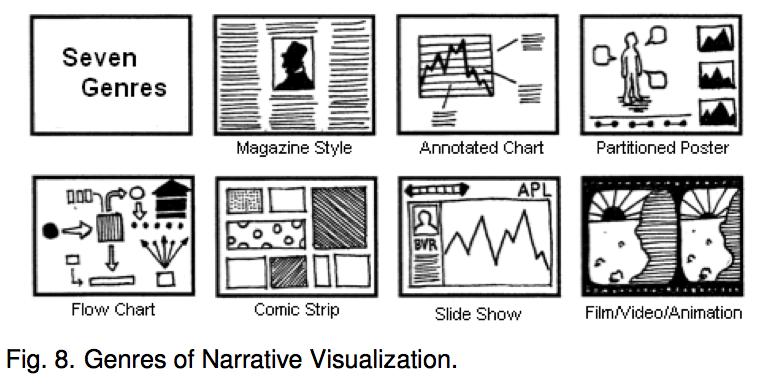 Seven
Genres
Magazine Style
Annotated Chart
Partitioned Poster
APL
BVR
Flow Chart
Comic Strip
Slide Show
Film/Video/Animation
Fig. 8. Genres of Narrative Visualization.